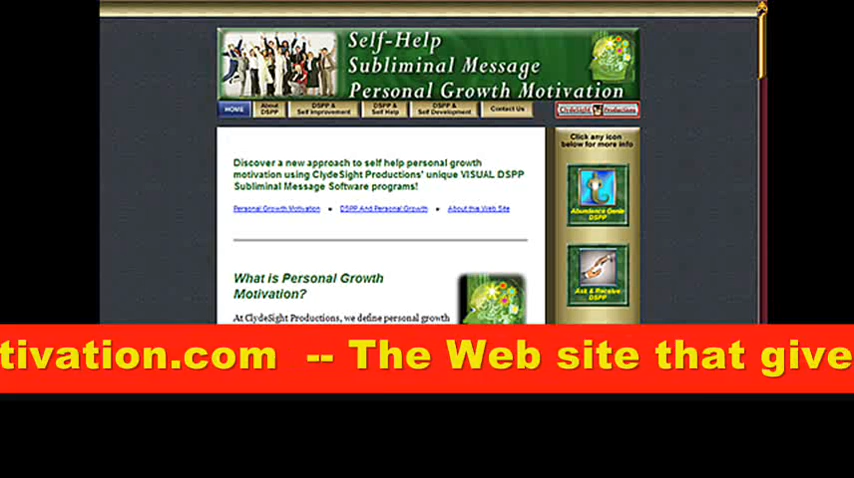 Self-Help
Subliminal Message
Personal Growth Motivation
HOME
About
DSPP
DSPP &
Self Improvement
DSPP &
Self Help
DSPP &
Self Development
Contact Us
ClydeSight Productions
Click any icon
below for more info
Discover a new approach to self help personal growth
motivation using ClydeSight Productions' unique VISUAL DSPP
Subliminal Message Software programs!
Personal Growth Motivation • DSPP And Personal Growth • About this Web Site
Abundance Genie
DSPP
What is Personal Growth
Motivation?
Ask & Receive
DSPP
At ClydeSight Productions, we define personal growth
tivation.com -- The Web site that give